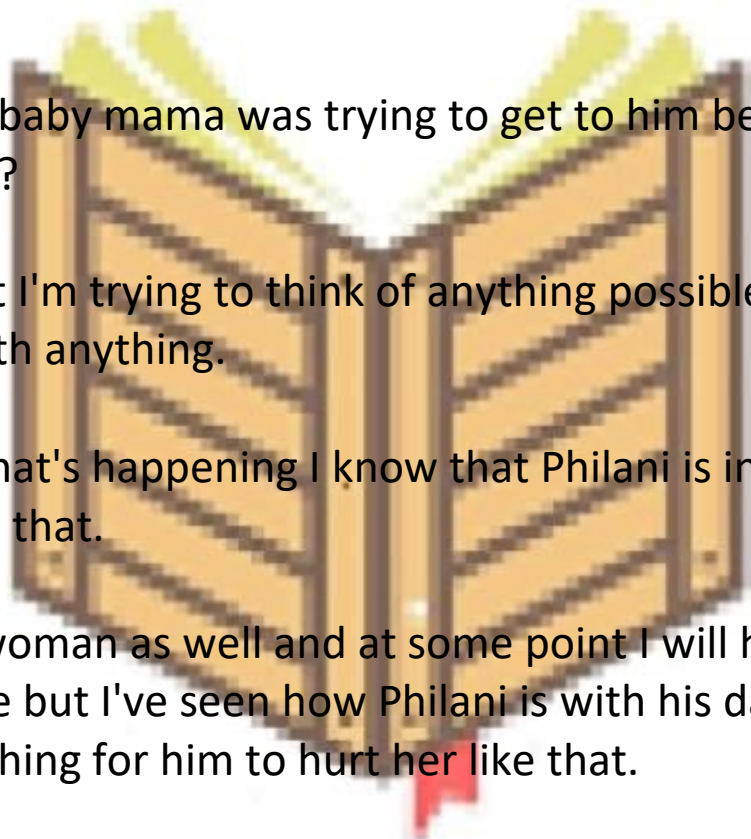 baby mama was trying to get to him be
?
t I'm trying to think of anything possible
th anything.
hat's happening I know that Philani is in
that.
woman as well and at some point I will h
e but I've seen how Philani is with his da
hing for him to hurt her like that.